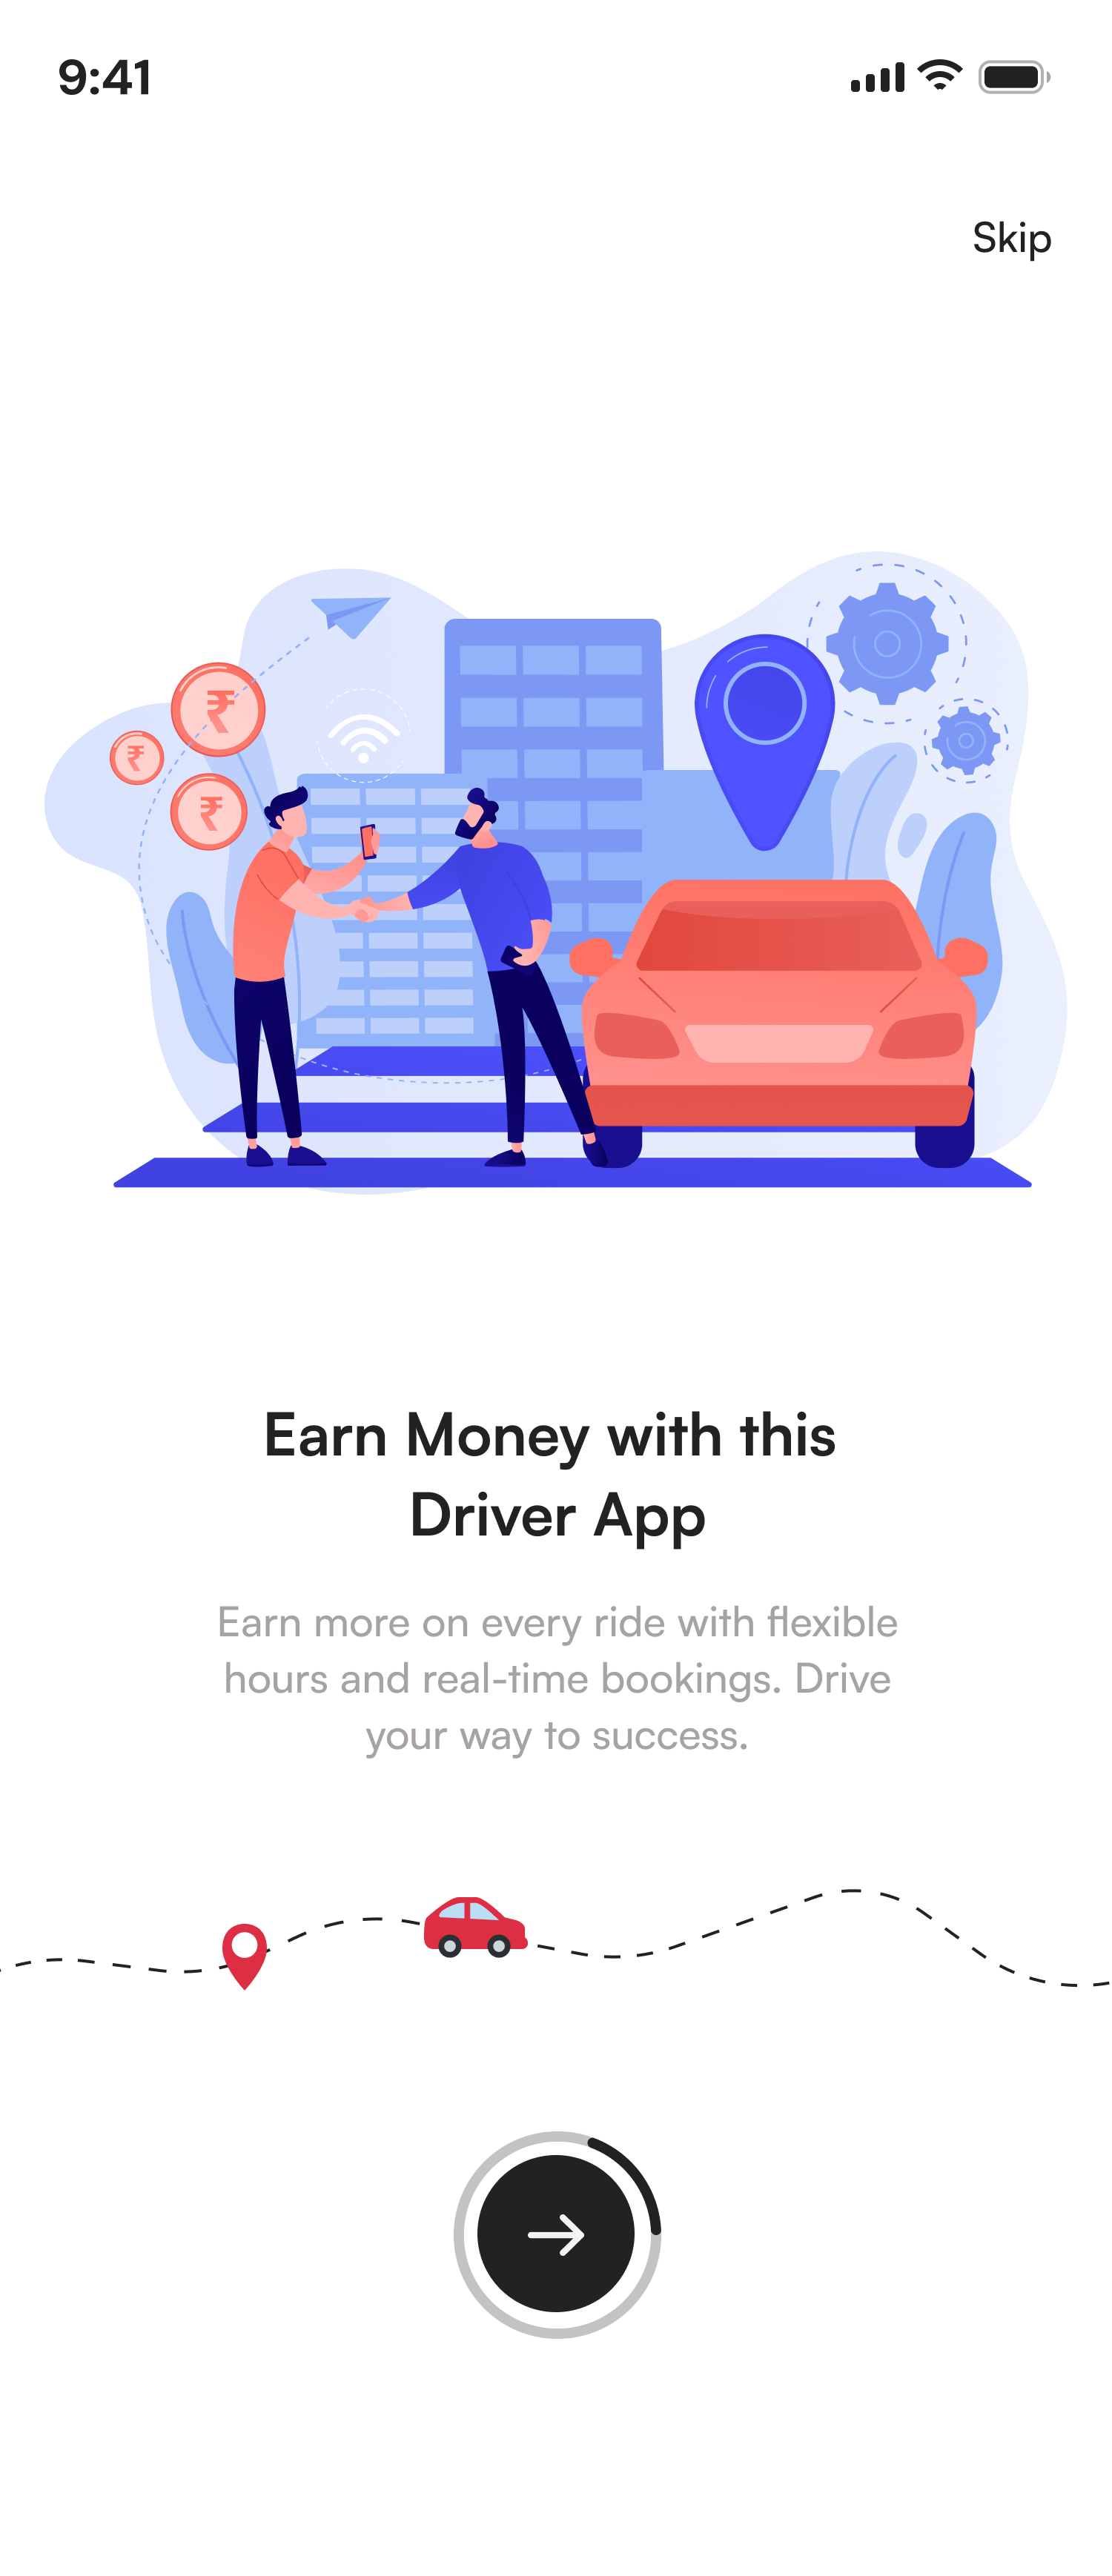 9:41
Skip
₹
₹
₹
Earn Money with this
Driver App
Earn more on every ride with flexible
hours and real-time bookings. Drive
your way to success.